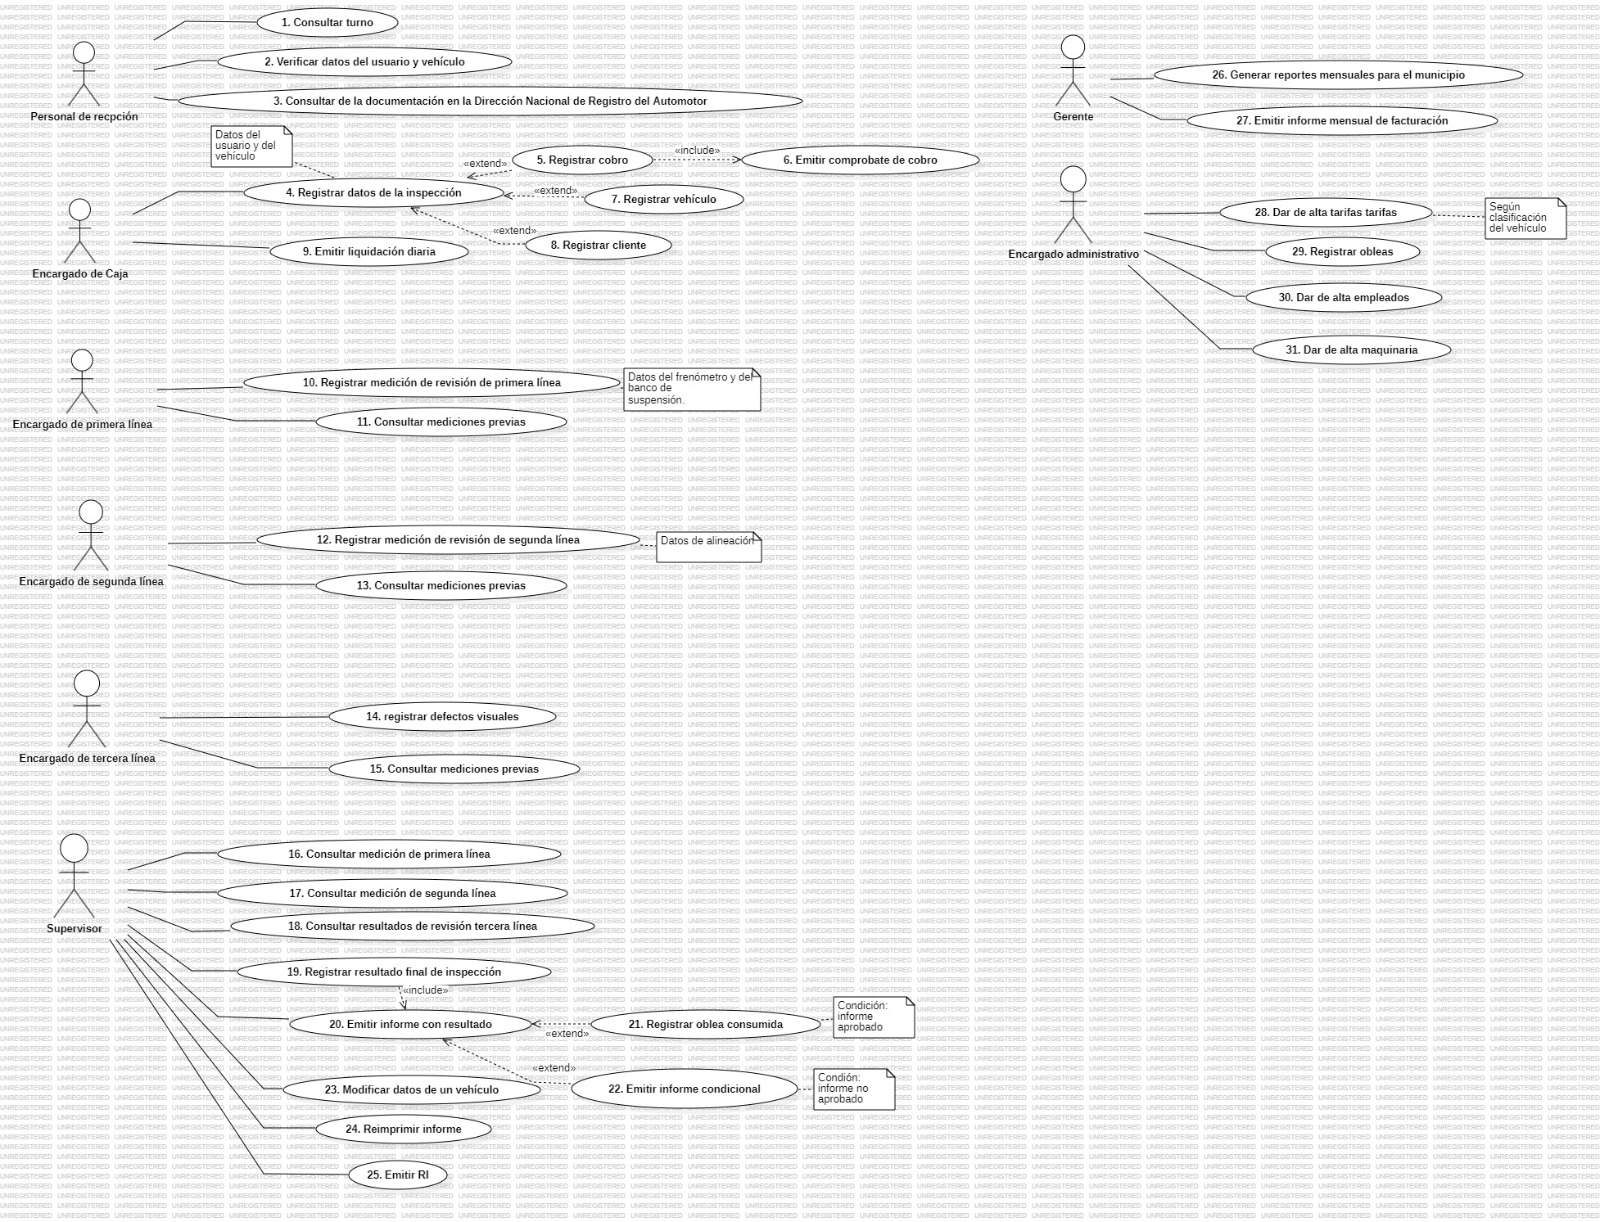 1. Consultar turno
2. Verificar datos del usuario y vehículo
3. Consultar de la documentación en la Dirección Nacional de Registro del Automotor
Personal de recpción
Datos del
usuario y del
vehículo
4. Registrar datos de la inspección
«extend»
5. Registrar cobro
«include»
6. Emitir comprobate de cobro
«extend»
7. Registrar vehículo
«extend»
8. Registrar cliente
9. Emitir liquidación diaria
Encargado de Caja
10. Registrar medición de revisión de primera línea
Datos del frenómetro y del
banco de
suspensión.
11. Consultar mediciones previas
Encargado de primera línea
12. Registrar medición de revisión de segunda línea
Datos de alineación
13. Consultar mediciones previas
Encargado de segunda línea
14. registrar defectos visuales
15. Consultar mediciones previas
Encargado de tercera línea
16. Consultar medición de primera línea
17. Consultar medición de segunda línea
18. Consultar resultados de revisión tercera línea
Supervisor
19. Registrar resultado final de inspección
«include»
20. Emitir informe con resultado
«extend»
21. Registrar oblea consumida
Condición:
informe
aprobado
«extend»
22. Emitir informe condicional
Condión:
informe no
aprobado
23. Modificar datos de un vehículo
24. Reimprimir informe
25. Emitir RI
26. Generar reportes mensuales para el municipio
27. Emitir informe mensual de facturación
Gerente
28. Dar de alta tarifas tarifas
Según
clasificación
del vehículo
29. Registrar obleas
30. Dar de alta empleados
31. Dar de alta maquinaria
Encargado administrativo
UNREGISTERED